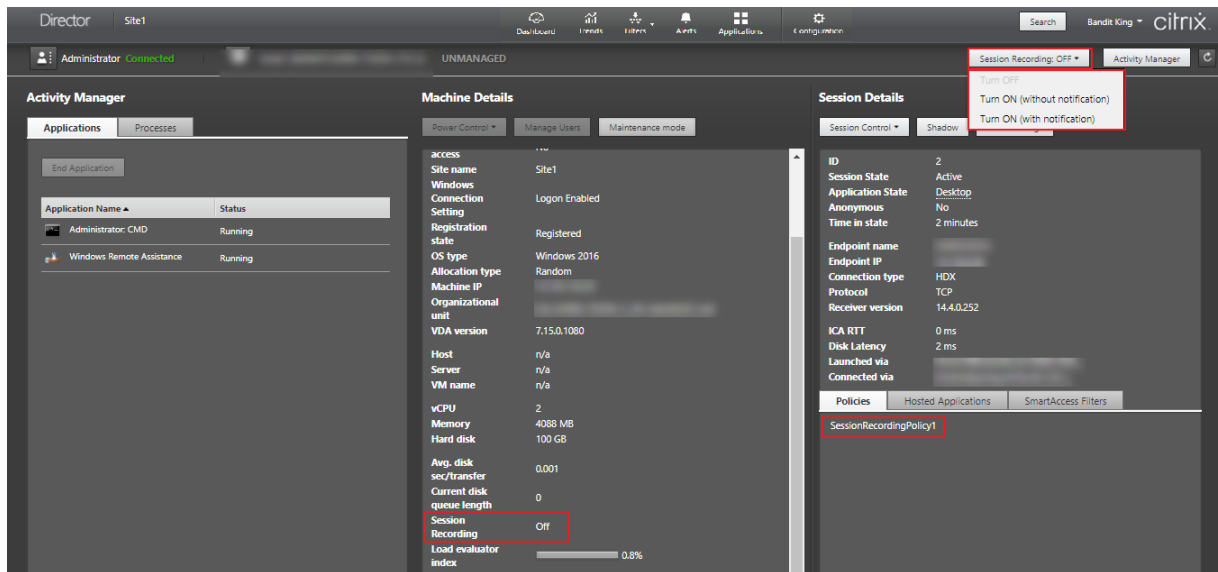 Director Site1
Dashboard Trends Filters Alerts Applications Configuration
Search Bandit King citrix
Administrator Connected UNMANAGED
Session Recording: OFF Activity Manager
Turn OFF
Turn ON (without notification)
Turn ON (with notification)
Activity Manager
Applications Processes
End Application
Application Name Status
Administrator: CMD Running
Windows Remote Assistance Running
Machine Details
Power Control Manage Users Maintenance mode
access No
Site name Site1
Windows
Connection Logon Enabled
Setting
Registration
state Registered
OS type Windows 2016
Allocation type Random
Machine IP
Organizational
unit
VDA version 7.15.0.1080
Host n/a
Server n/a
VM name n/a
vCPU 2
Memory 4088 MB
Hard disk 100 GB
Avg. disk
sec/transfer 0.001
Current disk
queue length 0
Session
Recording Off
Load evaluator
index 0.8%
Session Details
Session Control Shadow
ID 2
Session State Active
Application State Desktop
Anonymous No
Time in state 2 minutes
Endpoint name
Endpoint IP
Connection type HDX
Protocol TCP
Receiver version 14.4.0.252
ICA RTT 0 ms
Disk Latency 2 ms
Launched via
Connected via
Policies Hosted Applications SmartAccess Filters
SessionRecordingPolicy1